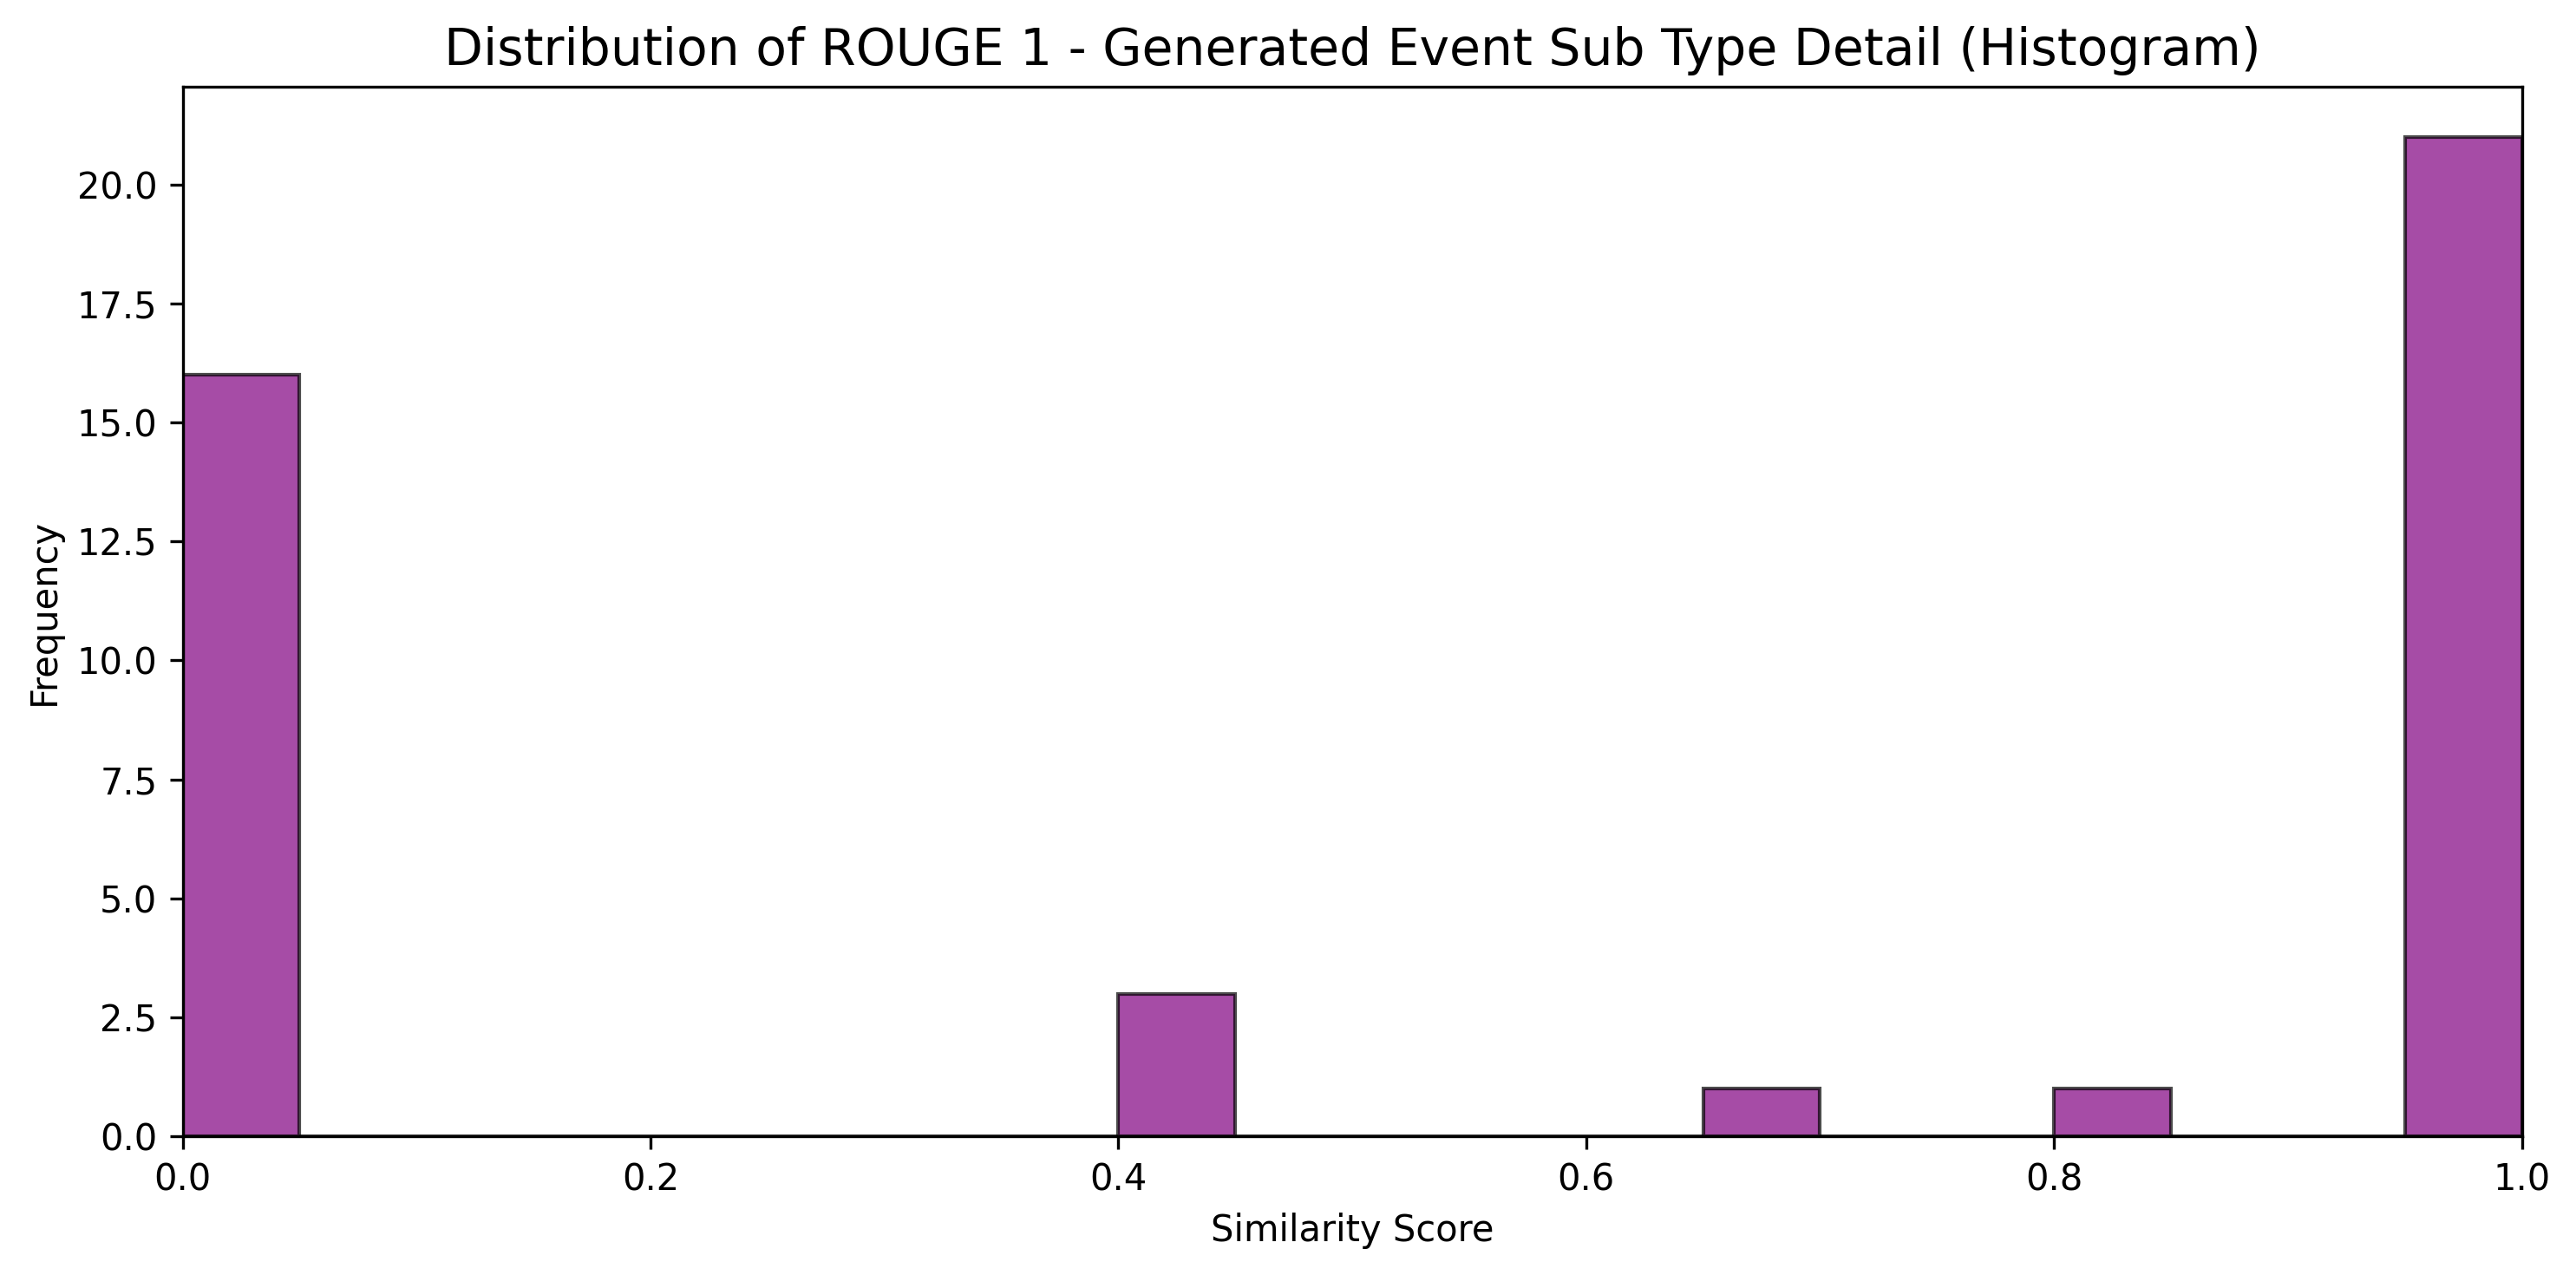 Distribution of ROUGE 1 - Generated Event Sub Type Detail (Histogram)
Frequency
20.0
17.5
15.0
12.5
10.0
7.5
5.0
2.5
0.0
0.0 0.2 0.4 0.6 0.8 1.0
Similarity Score